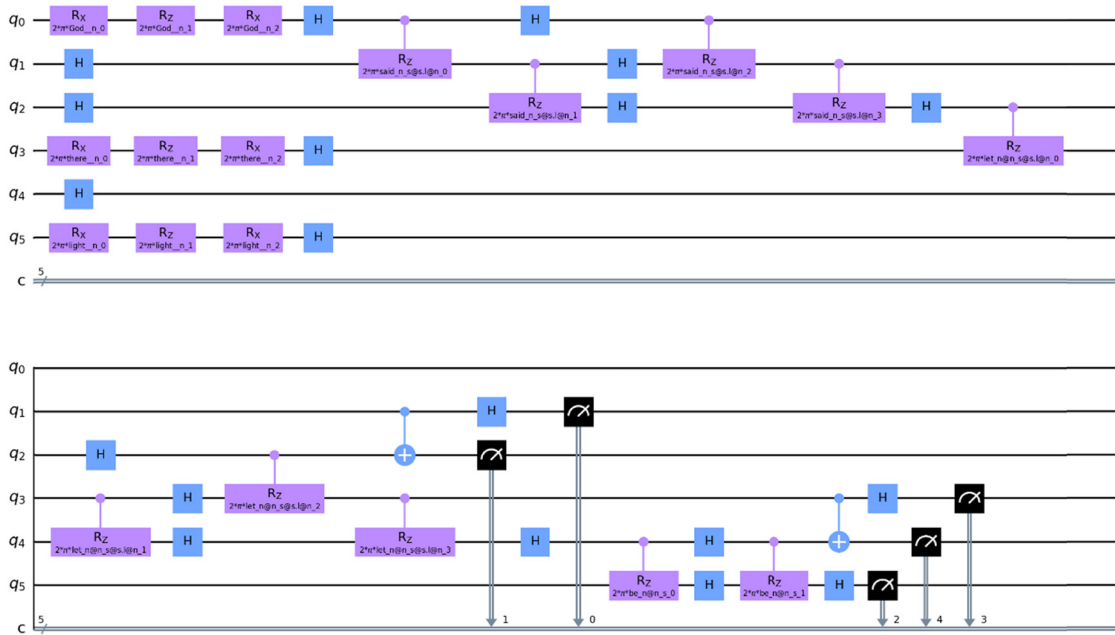 q0 RX 2*π*God__n_0 RZ 2*π*God__n_1 RX 2*π*God__n_2 H H
q1 H RZ 2*π*said_n_s@s.l@n_0 H RZ 2*π*said_n_s@s.l@n_2
q2 H RZ 2*π*said_n_s@s.l@n_1 H RZ 2*π*said_n_s@s.l@n_3 H
q3 RX 2*π*there__n_0 RZ 2*π*there__n_1 RX 2*π*there__n_2 H RZ 2*π*let_n@n_s@s.l@n_0
q4 H
q5 RX 2*π*light__n_0 RZ 2*π*light__n_1 RX 2*π*light__n_2 H
c 5
q0
q1 H
q2 H
q3 H RZ 2*π*let_n@n_s@s.l@n_2 H
q4 RZ 2*π*let_n@n_s@s.l@n_1 H RZ 2*π*let_n@n_s@s.l@n_3 H H
q5 RZ 2*π*be_n@n_s_0 H RZ 2*π*be_n@n_s_1 H
c 5 1 0 2 4 3